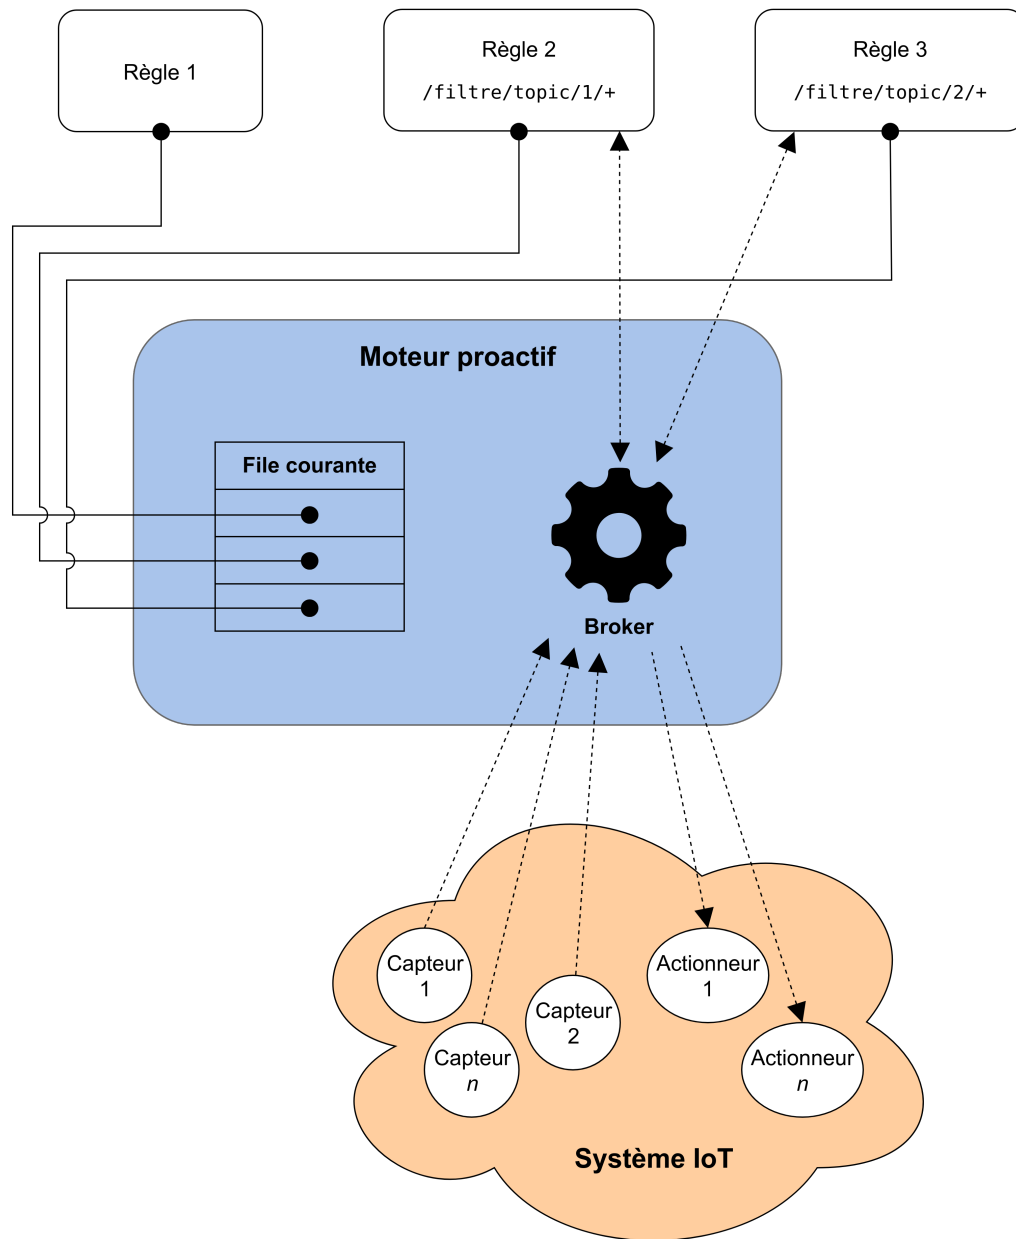 Règle 1
Règle 2
/filtre/topic/1/+
Règle 3
/filtre/topic/2/+
Moteur proactif
File courante
Broker
Capteur
1
Capteur
2
Capteur
n
Actionneur
1
Actionneur
n
Système IoT